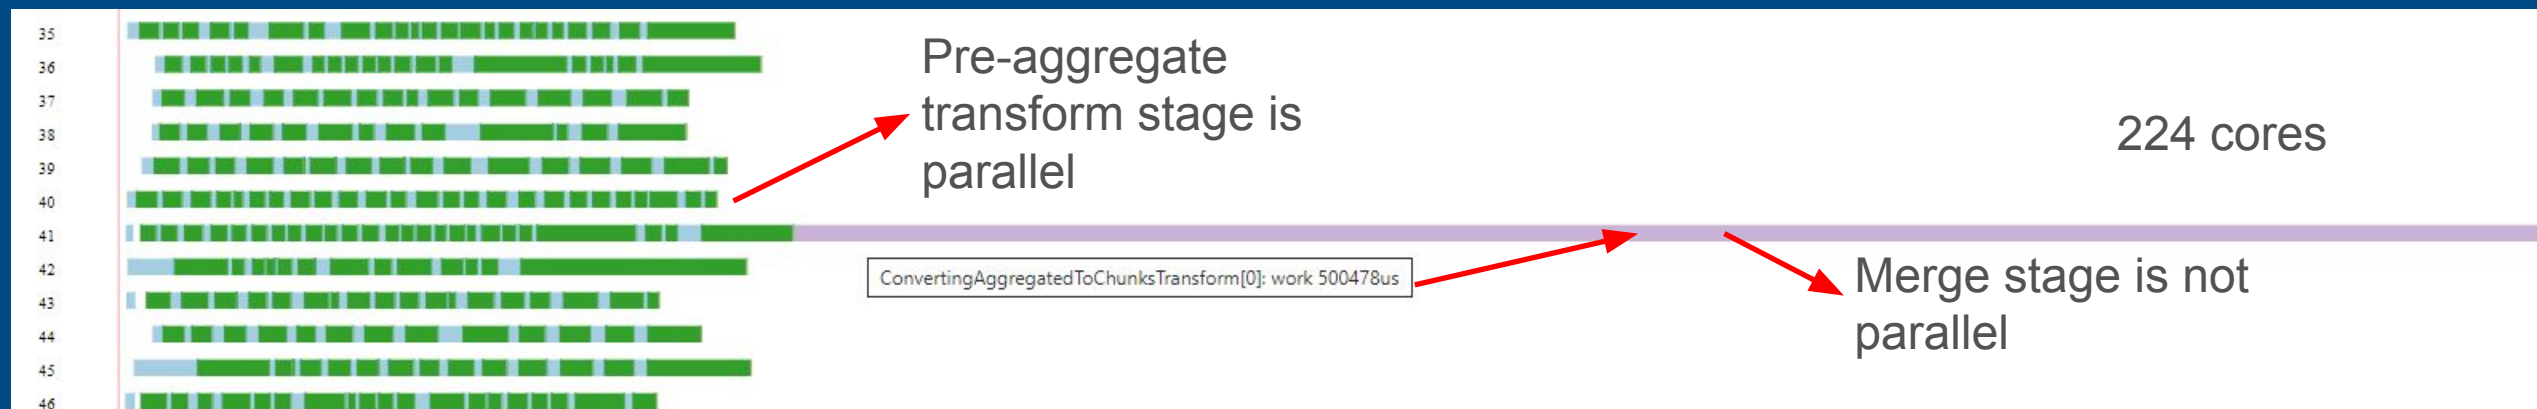 35
36
37
38
39
40
41
42
43
44
45
46
Pre-aggregate
transform stage is
parallel
224 cores
ConvertingAggregatedToChunksTransform[0]: work 500478us
Merge stage is not
parallel